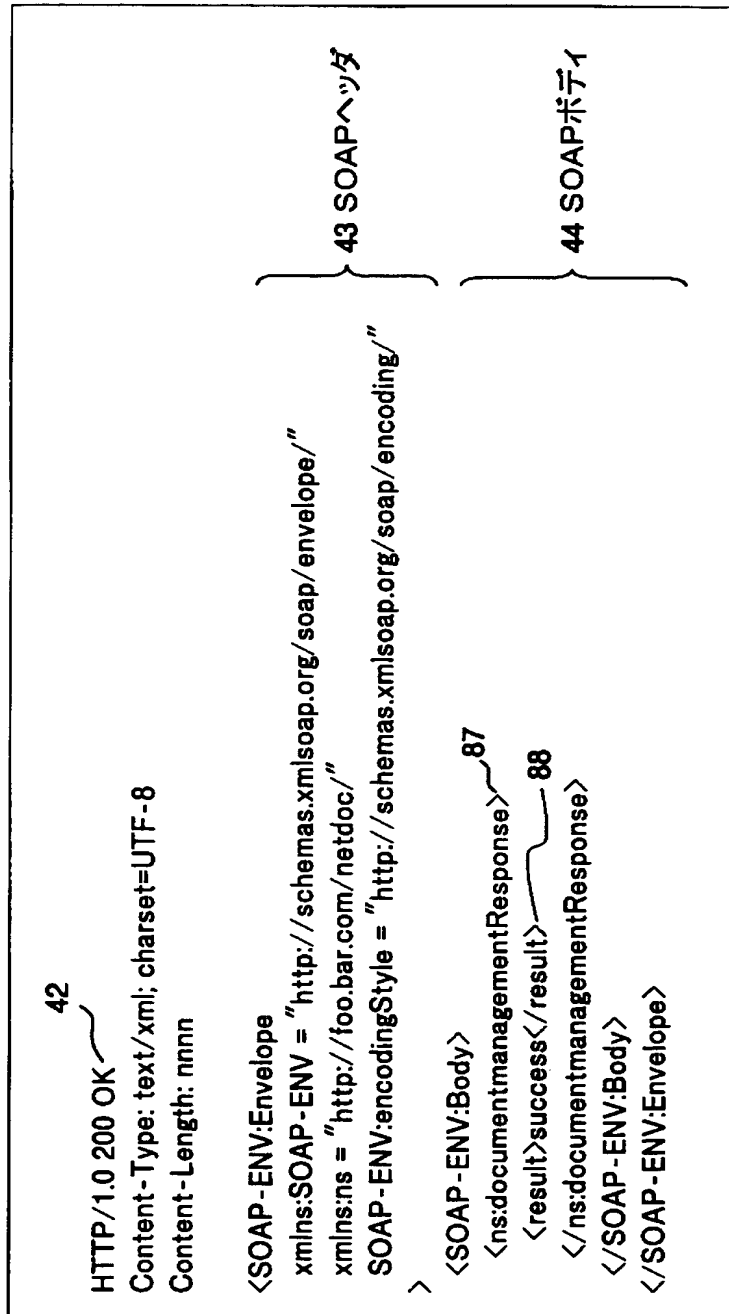 42
HTTP/1.0 200 OK
Content-Type: text/xml; charset=UTF-8
Content-Length: nnnn
<SOAP-ENV:Envelope
xmlns:SOAP-ENV = "http://schemas.xmlsoap.org/soap/envelope/"
xmlns:ns = "http://foo.bar.com/netdoc/"
SOAP-ENV:encodingStyle = "http://schemas.xmlsoap.org/soap/encoding/"
>
43 SOAPヘッダ
<SOAP-ENV:Body>
<ns:documentmanagementResponse> 87
<result>success</result> 88
</ns:documentmanagementResponse>
</SOAP-ENV:Body>
</SOAP-ENV:Envelope>
44 SOAPボディ